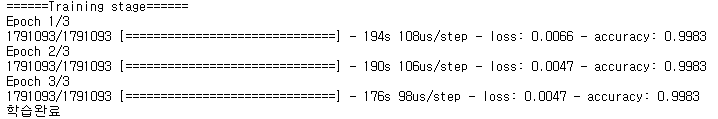 ======Training stage======
Epoch 1/3
1791093/1791093 [==============================] - 194s 108us/step - loss: 0.0066 - accuracy: 0.9983
Epoch 2/3
1791093/1791093 [==============================] - 190s 106us/step - loss: 0.0047 - accuracy: 0.9983
Epoch 3/3
1791093/1791093 [==============================] - 176s 98us/step - loss: 0.0047 - accuracy: 0.9983
학습완료